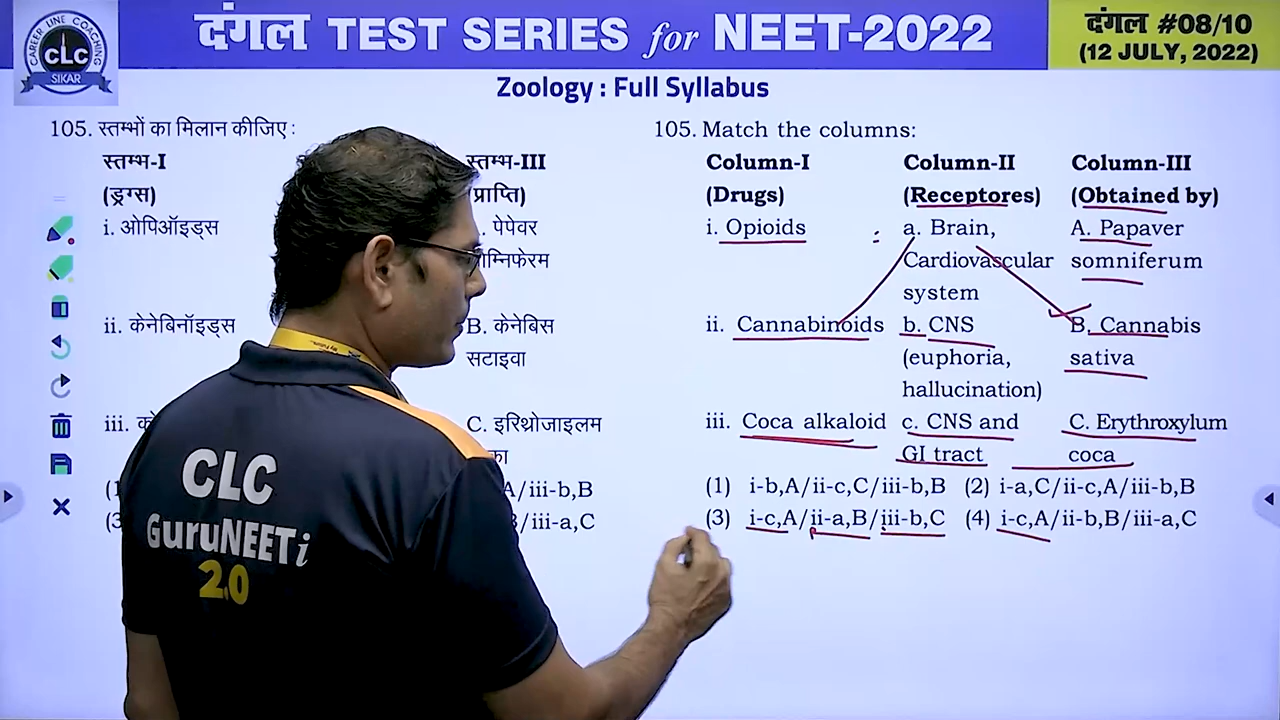 CAREER LINE COACHING
CLC
SIKAR
दंगल TEST SERIES for NEET-2022
दंगल #08/10
(12 JULY, 2022)
Zoology : Full Syllabus
105. स्तम्भों का मिलान कीजिए :
स्तम्भ-I
स्तम्भ-III
(ड्रग्स)
प्राप्ति)
i. ओपिऑइड्स
पेपेवर
ii. केनेबिनॉइड्स
B. केनेबिस
सटाइवा
iii.
C. इरिथ्रोजाइलम
A/iii-b,B
/iii-a,C
105. Match the columns:
Column-I
Column-II
Column-III
(Drugs)
(Receptores)
(Obtained by)
i. Opioids
a. Brain,
A. Papaver
Cardiovascular
somniferum
system
ii. Cannabinoids
b. CNS
B. Cannabis
(euphoria,
sativa
hallucination)
iii. Coca alkaloid
c. CNS and
C. Erythroxylum
GI tract
coca
(1) i-b,A/ii-c,C/iii-b,B (2) i-a,C/ii-c,A/iii-b,B
(3) i-c,A/ii-a,B/iii-b,C (4) i-c,A/ii-b,B/iii-a,C
CLC
GuruNEETi
2.0